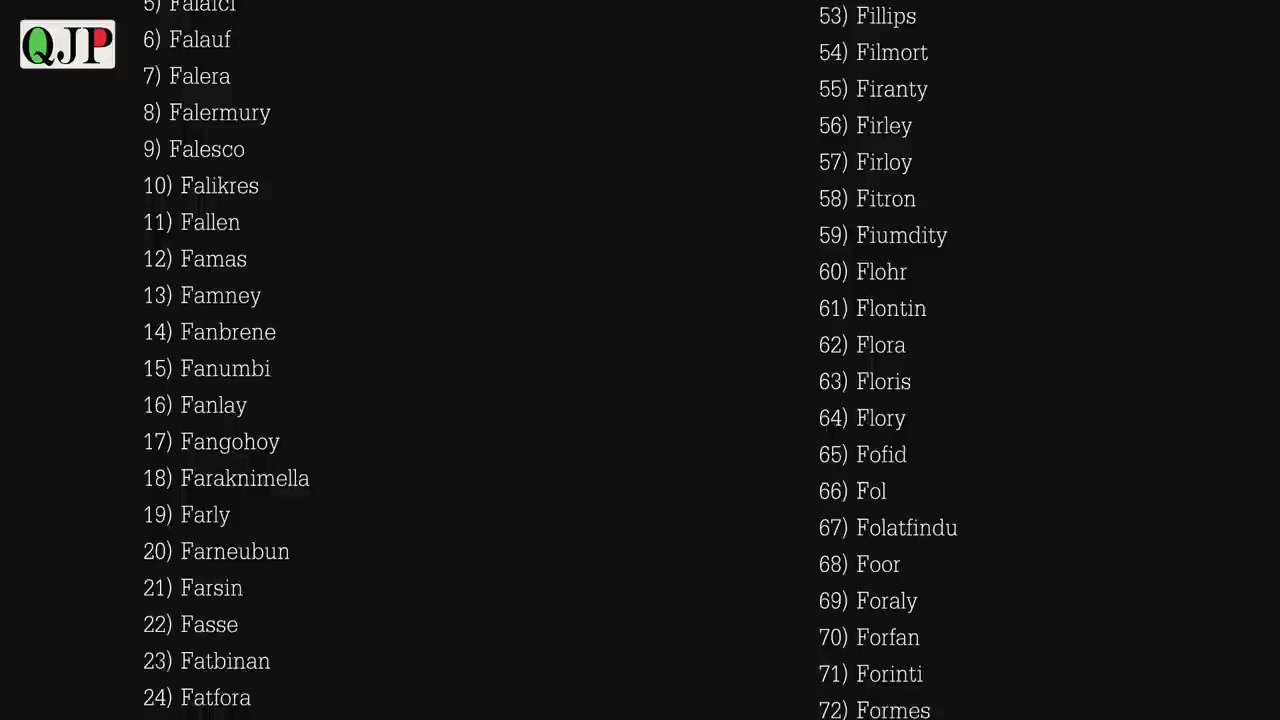 QJP
6) Falauf
7) Falera
8) Falermury
9) Falesco
10) Falikres
11) Fallen
12) Famas
13) Famney
14) Fanbrene
15) Fanumbi
16) Fanlay
17) Fangohoy
18) Faraknimella
19) Farly
20) Farneubun
21) Farsin
22) Fasse
23) Fatbinan
24) Fatfora
53) Fillips
54) Filmort
55) Firanty
56) Firley
57) Firloy
58) Fitron
59) Fiumdity
60) Flohr
61) Flontin
62) Flora
63) Floris
64) Flory
65) Fofid
66) Fol
67) Folatfindu
68) Foor
69) Foraly
70) Forfan
71) Forinti
72) Formes